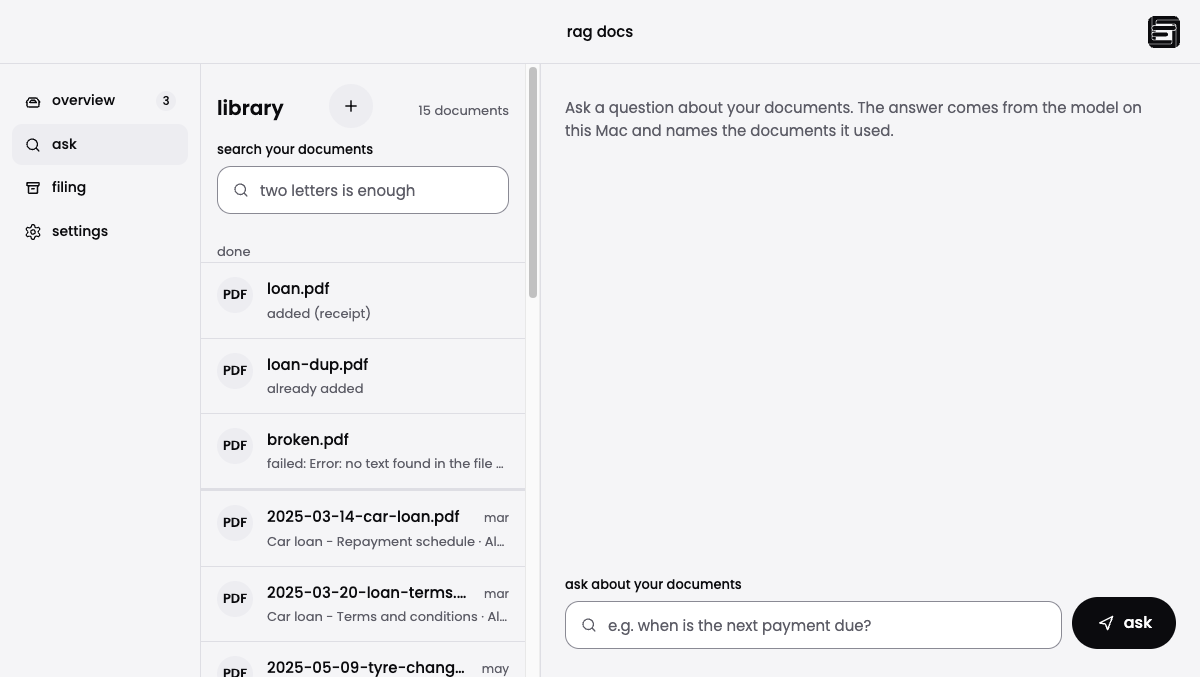 rag docs
overview 3
ask
filing
settings
library
+
15 documents
search your documents
two letters is enough
done
PDF loan.pdf
added (receipt)
PDF loan-dup.pdf
already added
PDF broken.pdf
failed: Error: no text found in the file ...
PDF 2025-03-14-car-loan.pdf mar
Car loan - Repayment schedule · Al...
PDF 2025-03-20-loan-terms.... mar
Car loan - Terms and conditions · Al...
PDF 2025-05-09-tyre-chang... may
Ask a question about your documents. The answer comes from the model on
this Mac and names the documents it used.
ask about your documents
e.g. when is the next payment due?
ask